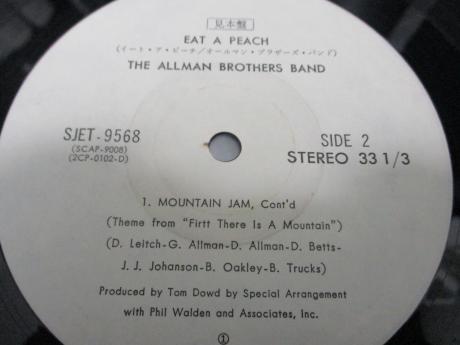 見本盤
EAT A PEACH
(イート・ア・ピーチ/オールマン・ブラザーズ・バンド)
THE ALLMAN BROTHERS BAND
SJET-9568
(SCAP-9008)
(2CP-0102-D)
SIDE 2
STEREO 33 1/3
1. MOUNTAIN JAM, Cont'd
(Theme from "Firtt There Is A Mountain")
(D. Leitch-G. Allman-D. Allman-D. Betts-
J. J. Johanson-B. Oakley-B. Trucks)
Produced by Tom Dowd by Special Arrangement
with Phil Walden and Associates, Inc.
①